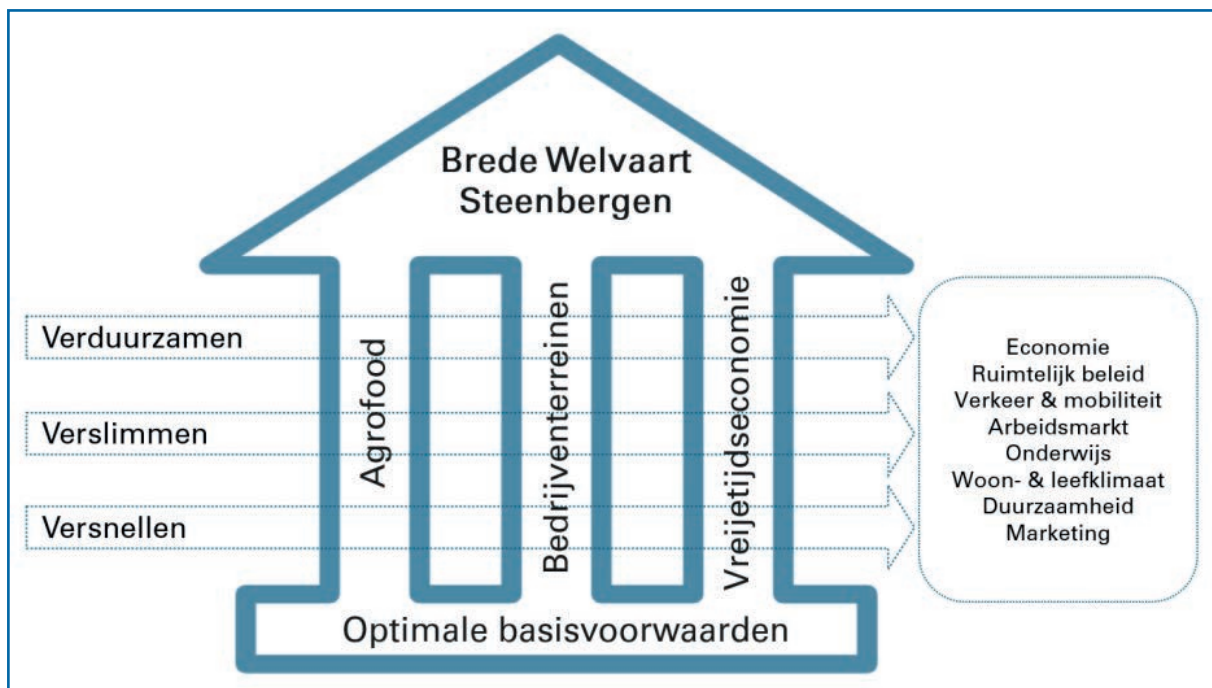 Brede Welvaart
Steenbergen
Verduurzamen
Verslimmen
Versnellen
Agrofood
Bedrijventerreinen
Vreijetijdseconomie
Economie
Ruimtelijk beleid
Verkeer & mobiliteit
Arbeidsmarkt
Onderwijs
Woon- & leefklimaat
Duurzaamheid
Marketing
Optimale basisvoorwaarden